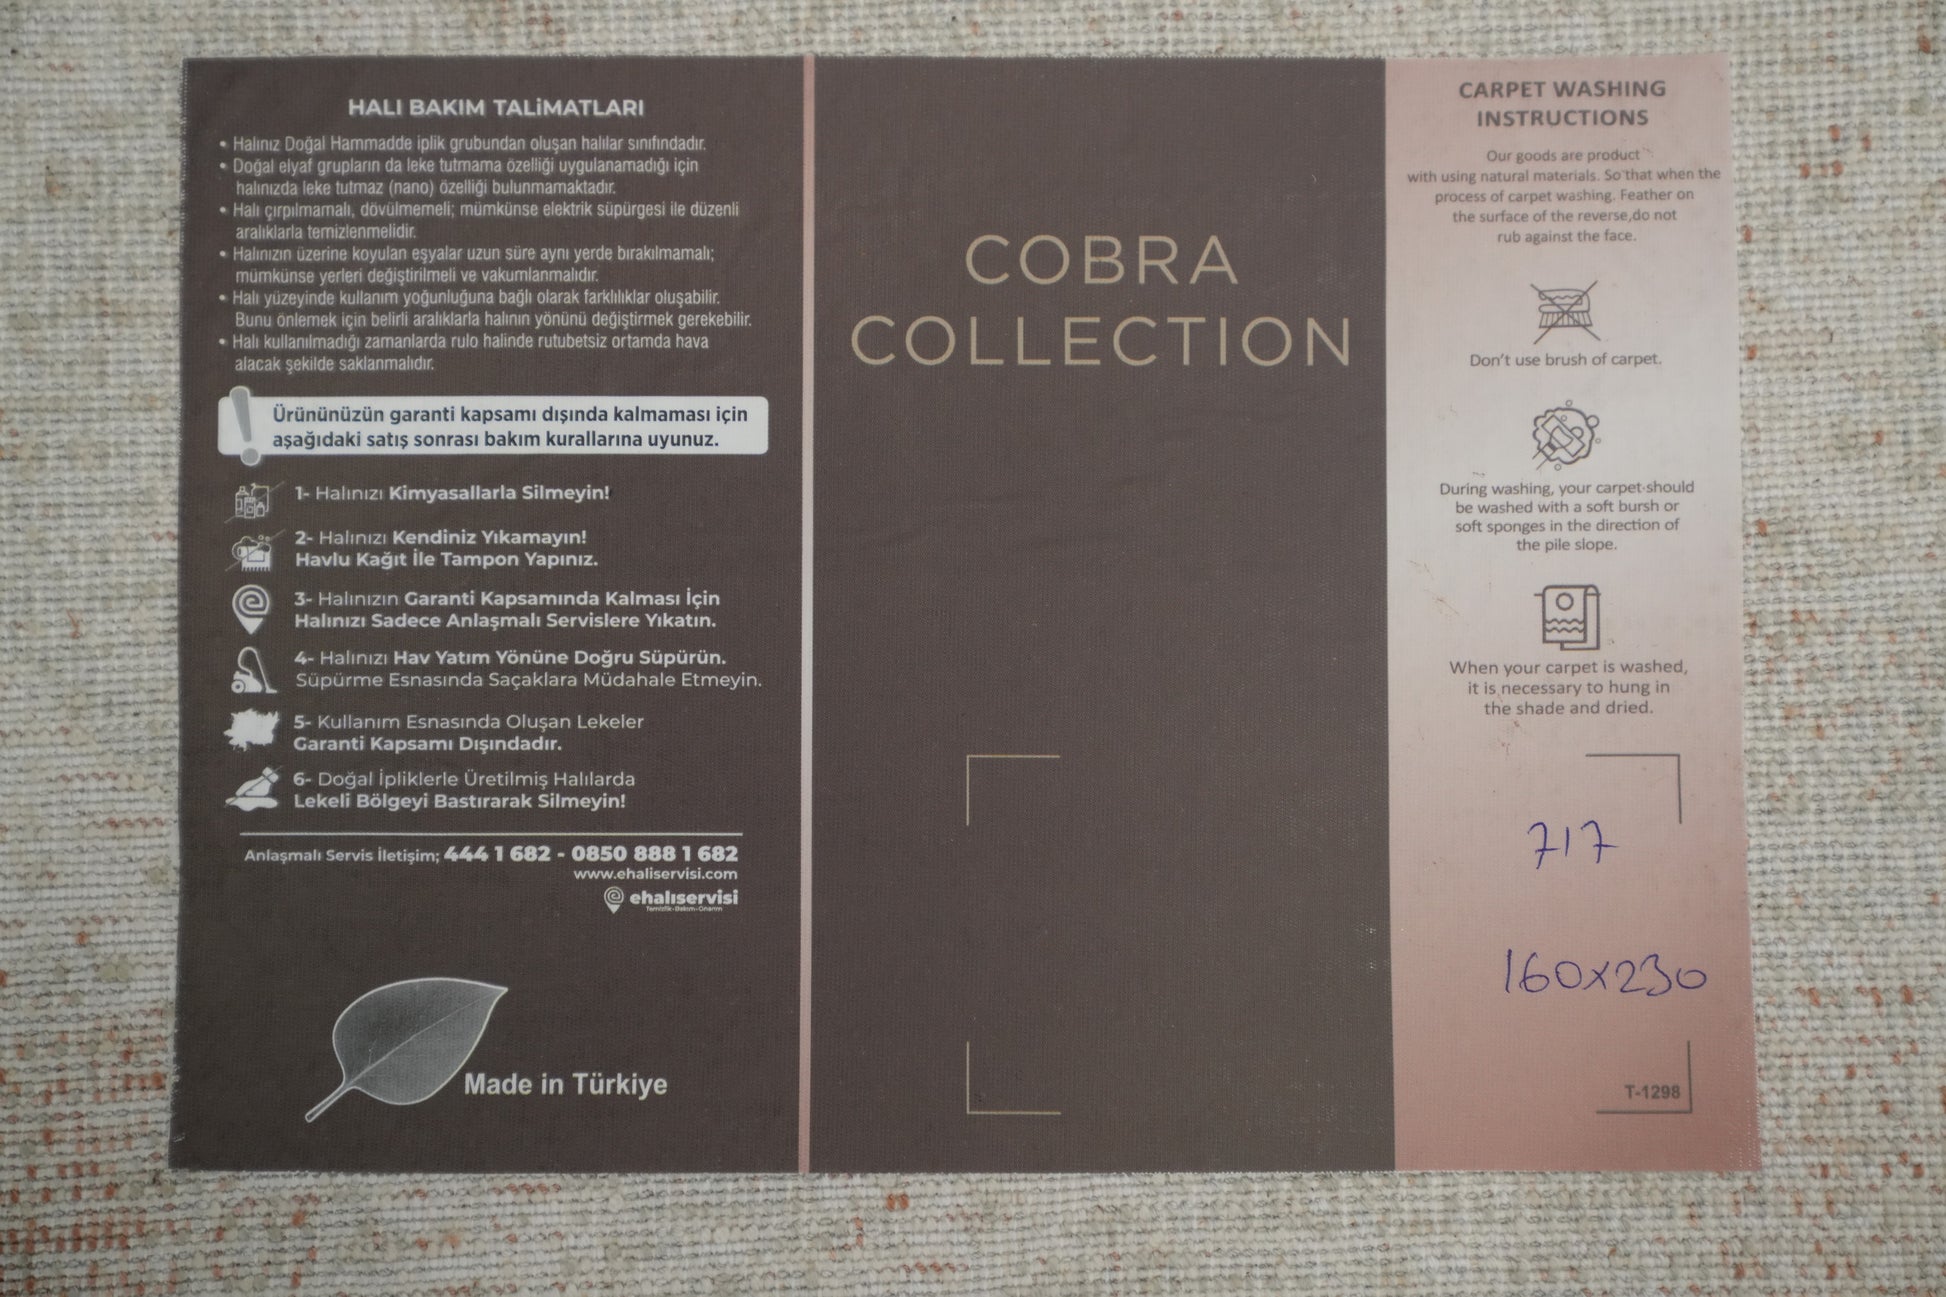 HALI BAKIM TALİMATLARI
• Halınız Doğal Hammadde iplik grubundan oluşan halılar sınıfındadır.
• Doğal elyaf grupların da leke tutmama özelliği uygulanamadığı için
halınızda leke tutmaz (nano) özelliği bulunmamaktadır.
• Halı çırpılmamalı, dövülmemeli; mümkünse elektrik süpürgesi ile düzenli
aralıklarla temizlenmelidir.
• Halınızın üzerine koyulan eşyalar uzun süre aynı yerde bırakılmamalı;
mümkünse yerleri değiştirilmeli ve vakumlanmalıdır.
• Halı yüzeyinde kullanım yoğunluğuna bağlı olarak farklılıklar oluşabilir.
Bunu önlemek için belirli aralıklarla halının yönünü değiştirmek gerekebilir.
• Halı kullanılmadığı zamanlarda rulo halinde rutubetsiz ortamda hava
alacak şekilde saklanmalıdır.
Ürününüzün garanti kapsamı dışında kalmaması için
aşağıdaki satış sonrası bakım kurallarına uyunuz.
1- Halınızı Kimyasallarla Silmeyin!
2- Halınızı Kendiniz Yıkamayın!
Havlu Kağıt İle Tampon Yapınız.
3- Halınızın Garanti Kapsamında Kalması İçin
Halınızı Sadece Anlaşmalı Servislere Yıkatın.
4- Halınızı Hav Yatım Yönüne Doğru Süpürün.
Süpürme Esnasında Saçaklara Müdahale Etmeyin.
5- Kullanım Esnasında Oluşan Lekeler
Garanti Kapsamı Dışındadır.
6- Doğal İpliklerle Üretilmiş Halılarda
Lekeli Bölgeyi Bastırarak Silmeyin!
Anlaşmalı Servis İletişim; 444 1 682 - 0850 888 1 682
www.ehaliservisi.com
ehalıservisi
Temizlik-Bakım-Onarım
Made in Türkiye
COBRA
COLLECTION
CARPET WASHING
INSTRUCTIONS
Our goods are product
with using natural materials. So that when the
process of carpet washing. Feather on
the surface of the reverse,do not
rub against the face.
Don't use brush of carpet.
During washing, your carpet should
be washed with a soft bursh or
soft sponges in the direction of
the pile slope.
When your carpet is washed,
it is necessary to hung in
the shade and dried.
717
160x230
T-1298